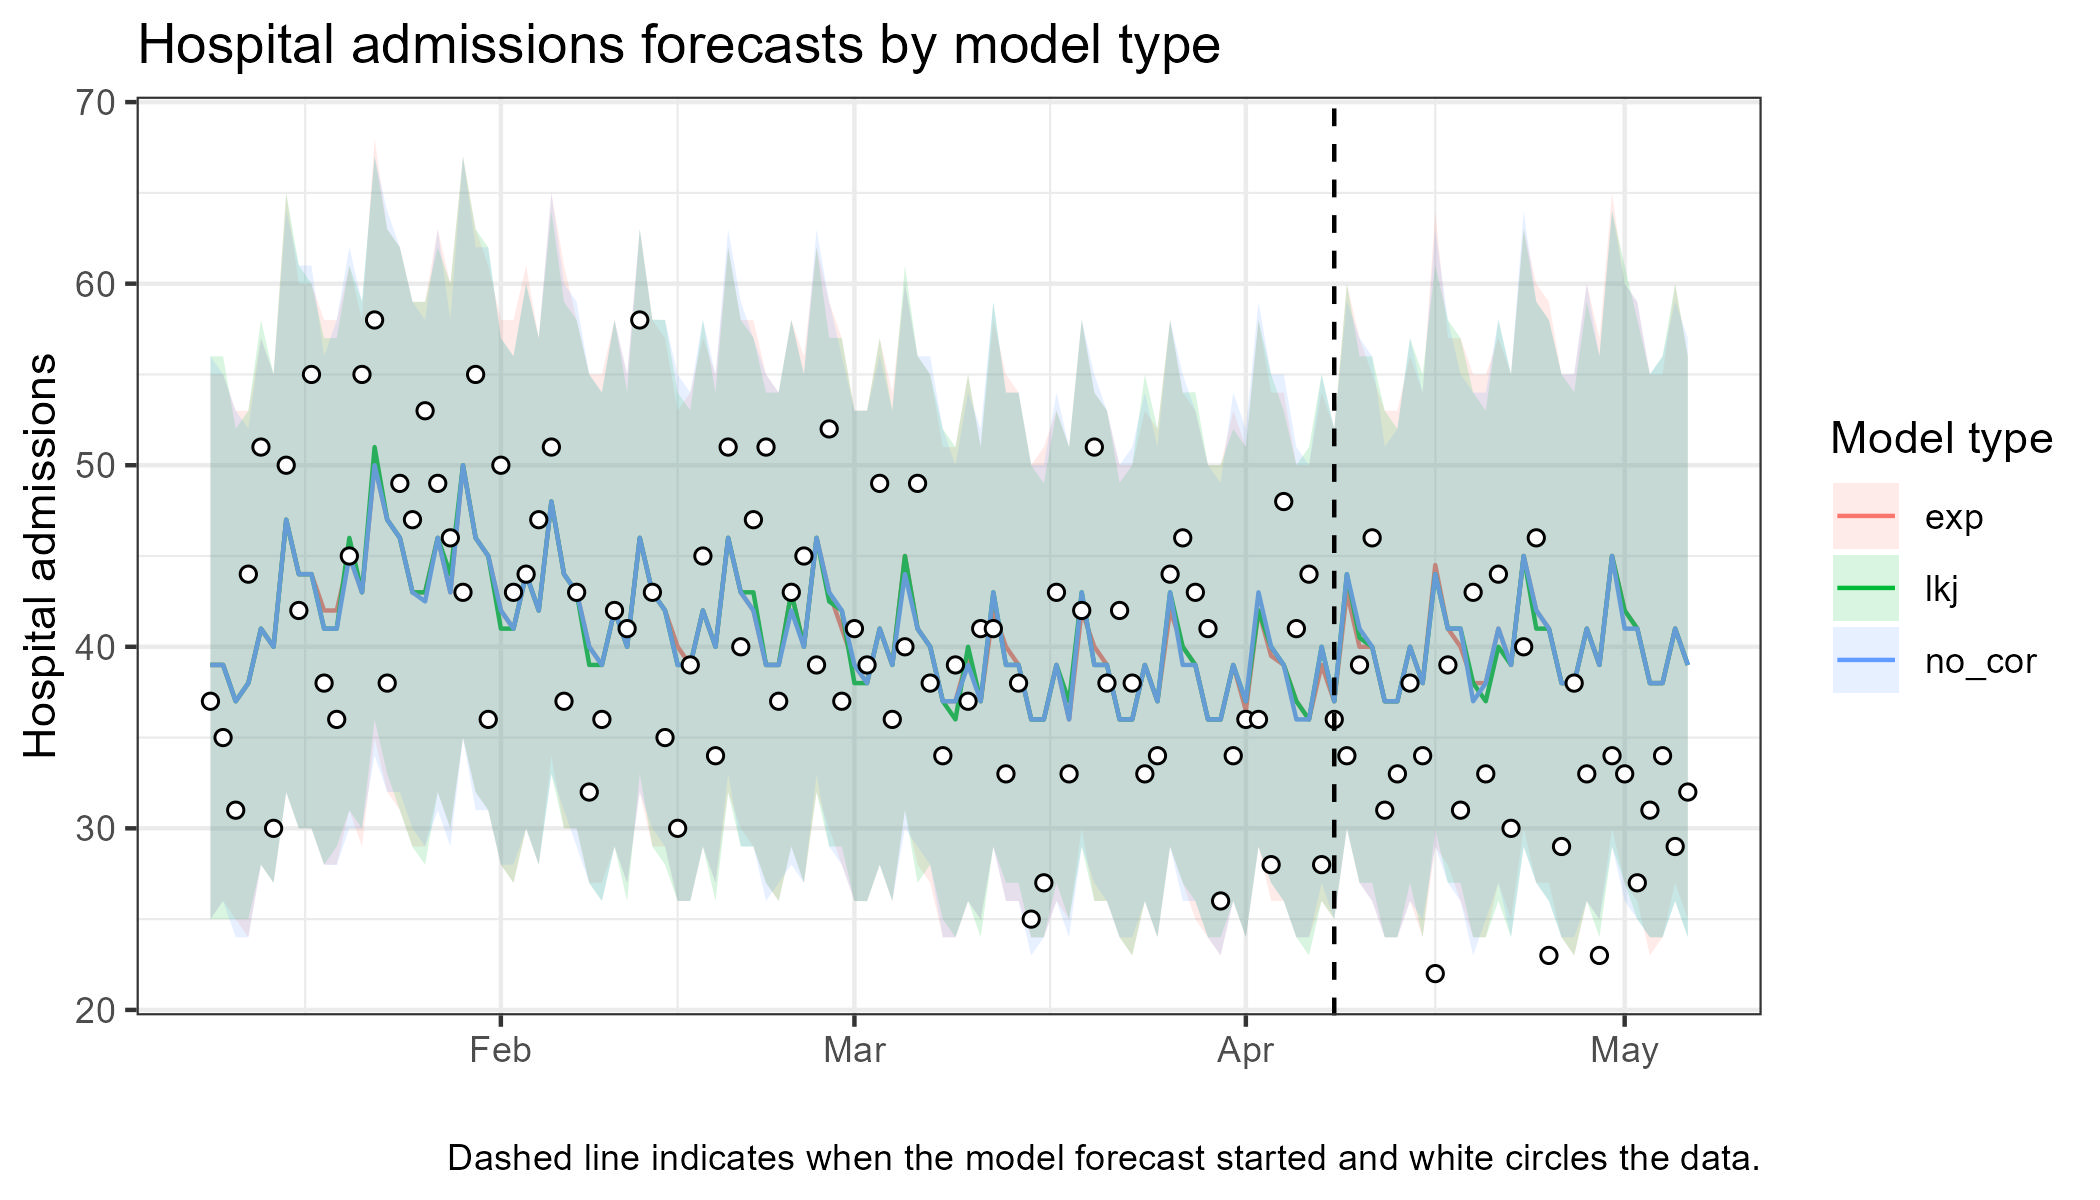 Hospital admissions forecasts by model type
70
60
50
40
30
20
Hospital admissions
Feb
Mar
Apr
May
Model type
exp
lkj
no_cor
Dashed line indicates when the model forecast started and white circles the data.